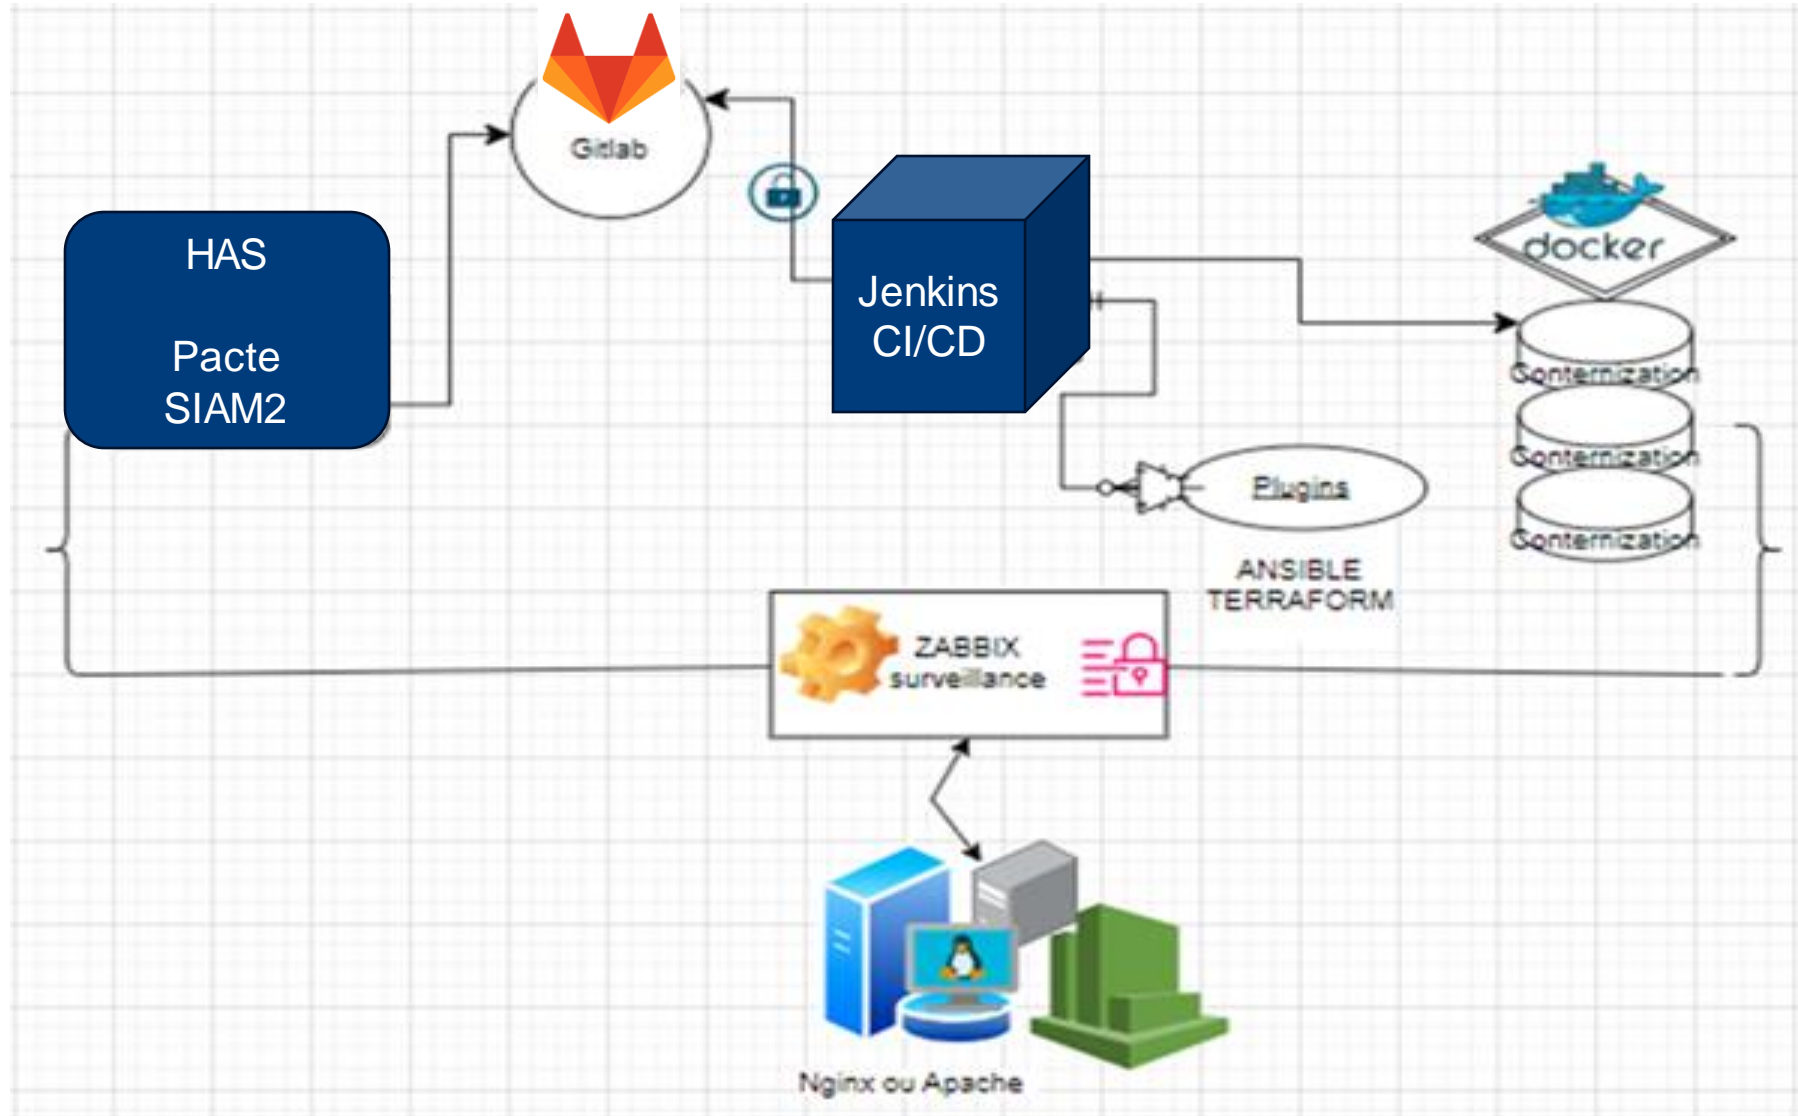 Gitlab
HAS
Pacte
SIAM2
Jenkins
CI/CD
docker
Conternization
Conternization
Conternization
Plugins
ANSIBLE
TERRAFORM
ZABBIX
surveillance
Nginx ou Apache